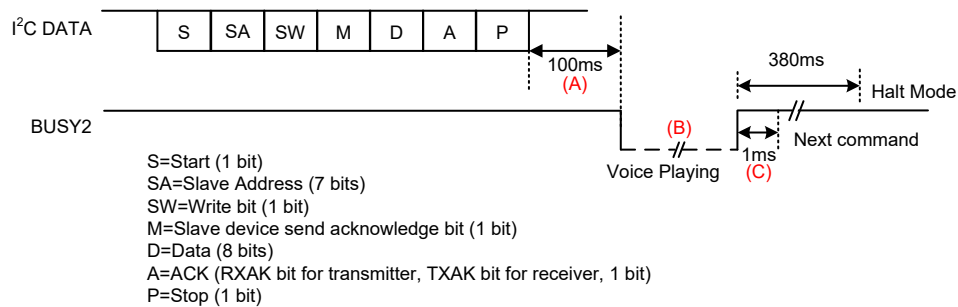 I²C DATA
S SA SW M D A P
100ms
(A)
380ms
Halt Mode
BUSY2
(B)
Voice Playing
1ms
(C)
Next command
S=Start (1 bit)
SA=Slave Address (7 bits)
SW=Write bit (1 bit)
M=Slave device send acknowledge bit (1 bit)
D=Data (8 bits)
A=ACK (RXAK bit for transmitter, TXAK bit for receiver, 1 bit)
P=Stop (1 bit)